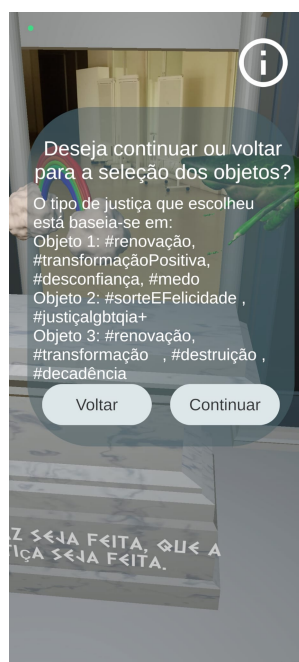 i
Deseja continuar ou voltar
para a seleção dos objetos?
O tipo de justiça que escolheu
está baseia-se em:
Objeto 1: #renovação,
#transformaçãoPositiva,
#desconfiança, #medo
Objeto 2: #sorteEFelicidade ,
#justiçalgbtqia+
Objeto 3: #renovação,
#transformação , #destruição ,
#decadência
Voltar Continuar
AZ SEJA FEITA, QUE A
TIÇA SEJA FEITA.